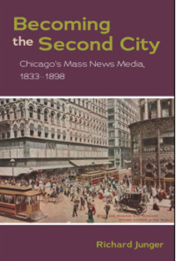 Becoming
the Second City
Chicago's Mass News Media,
1833–1898
Richard Junger